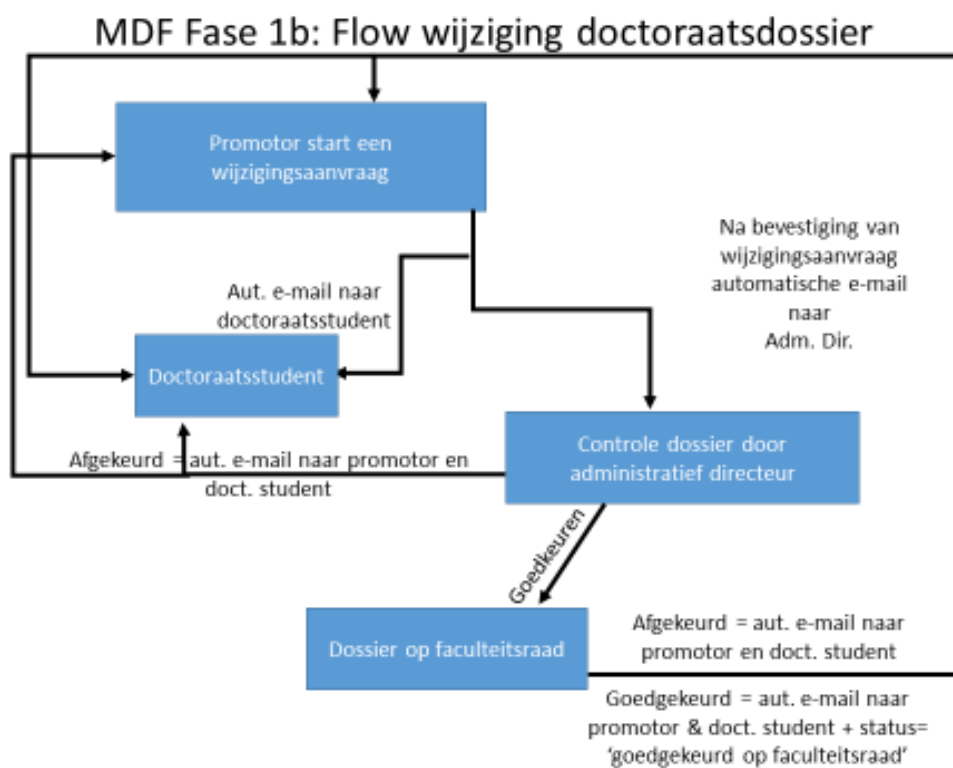 MDF Fase 1b: Flow wijziging doctoraatsdossier
Promotor start een
wijzigingsaanvraag
Na bevestiging van
wijzigingsaanvraag
automatische e-mail
naar
Adm. Dir.
Aut. e-mail naar
doctoraatsstudent
Doctoraatsstudent
Controle dossier door
administratief directeur
Afgekeurd = aut. e-mail naar promotor en
doct. student
Goedkeuren
Dossier op faculteitsraad
Afgekeurd = aut. e-mail naar
promotor en doct. student
Goedgekeurd = aut. e-mail naar
promotor & doct. student + status=
‘goedgekeurd op faculteitsraad’